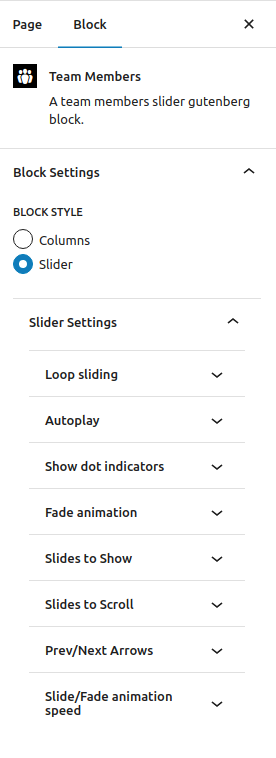 Page Block
Team Members
A team members slider gutenberg
block.
Block Settings
BLOCK STYLE
Columns
Slider
Slider Settings
Loop sliding
Autoplay
Show dot indicators
Fade animation
Slides to Show
Slides to Scroll
Prev/Next Arrows
Slide/Fade animation
speed